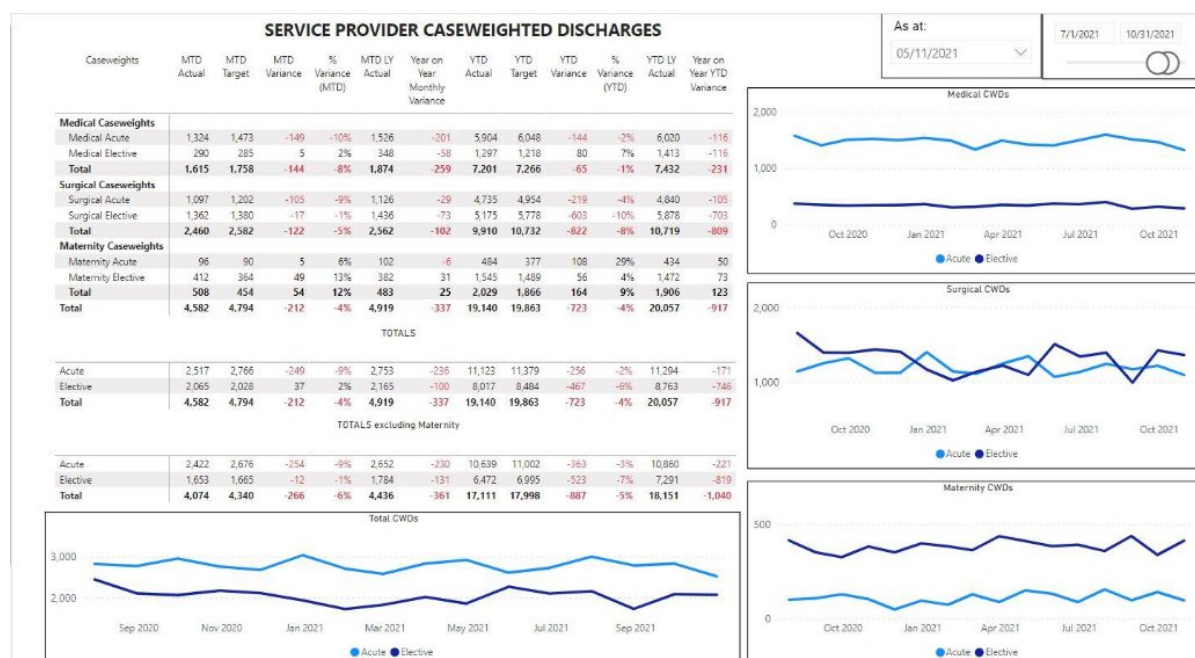 SERVICE PROVIDER CASEWEIGHTED DISCHARGES
As at:
05/11/2021
7/1/2021 10/31/2021
Caseweights MTD Actual MTD Target MTD Variance % Variance (MTD) MTD LY Actual Year on Year Monthly Variance YTD Actual YTD Target YTD Variance % Variance (YTD) YTD LY Actual Year on Year YTD Variance
Medical Caseweights
Medical Acute 1,324 1,473 -149 -10% 1,526 -201 5,904 6,048 -144 -2% 6,020 -116
Medical Elective 290 285 5 2% 348 -58 1,297 1,218 80 7% 1,413 -116
Total 1,615 1,758 -144 -8% 1,874 -259 7,201 7,266 -65 -1% 7,432 -231
Surgical Caseweights
Surgical Acute 1,097 1,202 -105 -9% 1,126 -29 4,735 4,954 -219 -4% 4,840 -105
Surgical Elective 1,362 1,380 -17 -1% 1,436 -73 5,175 5,778 -603 -10% 5,878 -703
Total 2,460 2,582 -122 -5% 2,562 -102 9,910 10,732 -822 -8% 10,719 -809
Maternity Caseweights
Maternity Acute 96 90 5 6% 102 -6 484 377 108 29% 434 50
Maternity Elective 412 364 49 13% 382 31 1,545 1,489 56 4% 1,472 73
Total 508 454 54 12% 483 25 2,029 1,866 164 9% 1,906 123
Total 4,582 4,794 -212 -4% 4,919 -337 19,140 19,863 -723 -4% 20,057 -917
TOTALS
Acute 2,517 2,766 -249 -9% 2,753 -236 11,123 11,379 -256 -2% 11,294 -171
Elective 2,065 2,028 37 2% 2,165 -100 8,017 8,484 -467 -6% 8,763 -746
Total 4,582 4,794 -212 -4% 4,919 -337 19,140 19,863 -723 -4% 20,057 -917
TOTALS excluding Maternity
Acute 2,422 2,676 -254 -9% 2,652 -230 10,639 11,002 -363 -3% 10,860 -221
Elective 1,653 1,665 -12 -1% 1,784 -131 6,472 6,995 -523 -7% 7,291 -819
Total 4,074 4,340 -266 -6% 4,436 -361 17,111 17,998 -887 -5% 18,151 -1,040
Total CWDs
3,000
2,000
Sep 2020 Nov 2020 Jan 2021 Mar 2021 May 2021 Jul 2021 Sep 2021
Acute Elective
Medical CWDs
2,000
1,000
0
Oct 2020 Jan 2021 Apr 2021 Jul 2021 Oct 2021
Acute Elective
Surgical CWDs
2,000
1,000
Oct 2020 Jan 2021 Apr 2021 Jul 2021 Oct 2021
Acute Elective
Maternity CWDs
500
0
Oct 2020 Jan 2021 Apr 2021 Jul 2021 Oct 2021
Acute Elective